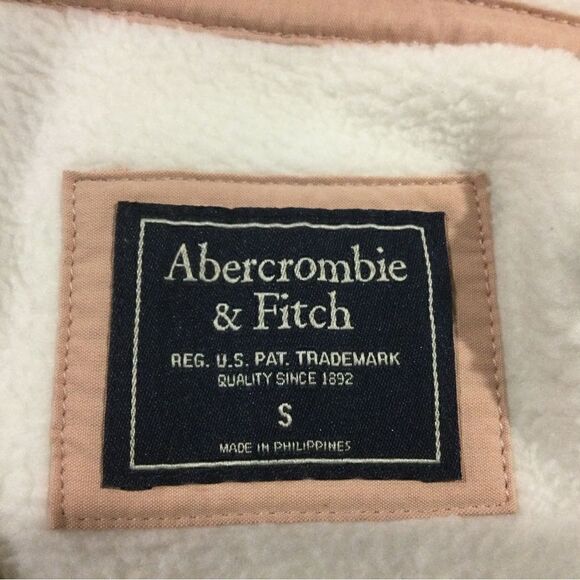 Abercrombie
& Fitch
REG. U.S. PAT. TRADEMARK
QUALITY SINCE 1892
S
MADE IN PHILIPPINES